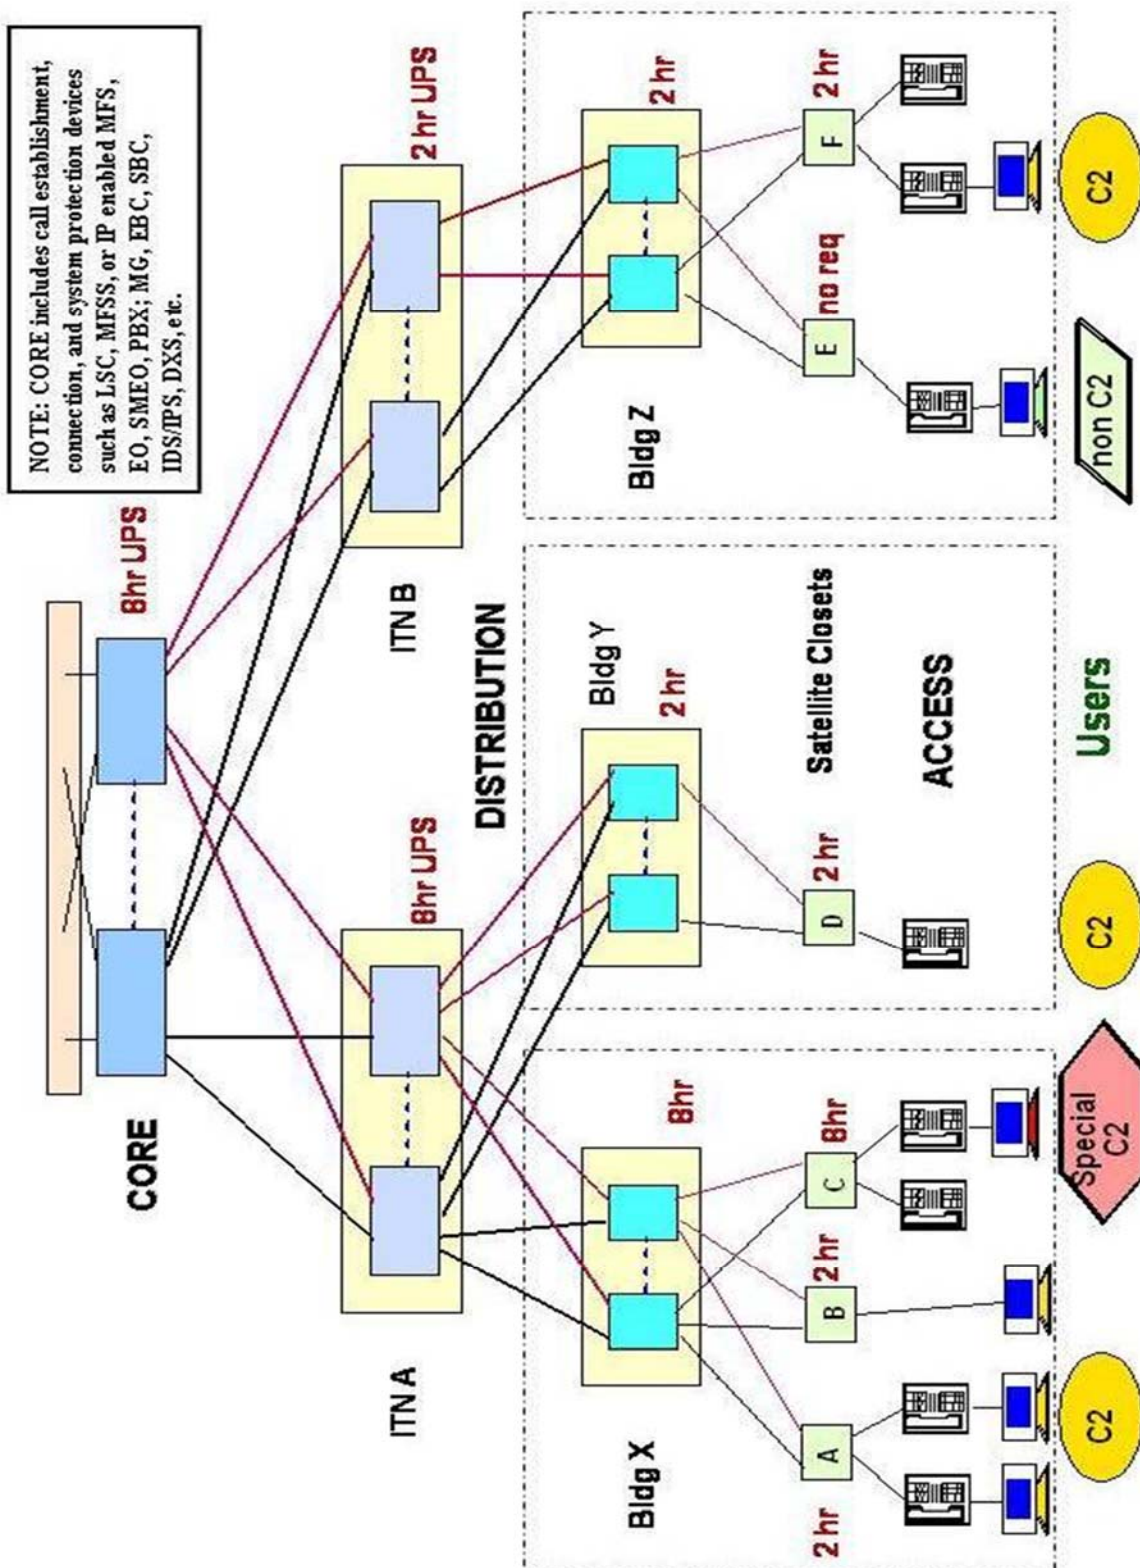 NOTE: CORE includes call establishment,
connection, and system protection devices
such as LSC, MFSS, or IP enabled MFS,
EO, SMEO, PBX; MG, EBC, SBC,
IDS/IPS, DXS, etc.
8hr UPS
CORE
ITN A
8hr UPS
ITN B
2 hr UPS
DISTRIBUTION
Bldg X
8hr
Bldg Y
2 hr
Bldg Z
2 hr
2 hr
A
B
2hr
C
8hr
D
2 hr
Satellite Closets
E
no req
F
2 hr
ACCESS
C2
Special
C2
C2
Users
non C2
C2